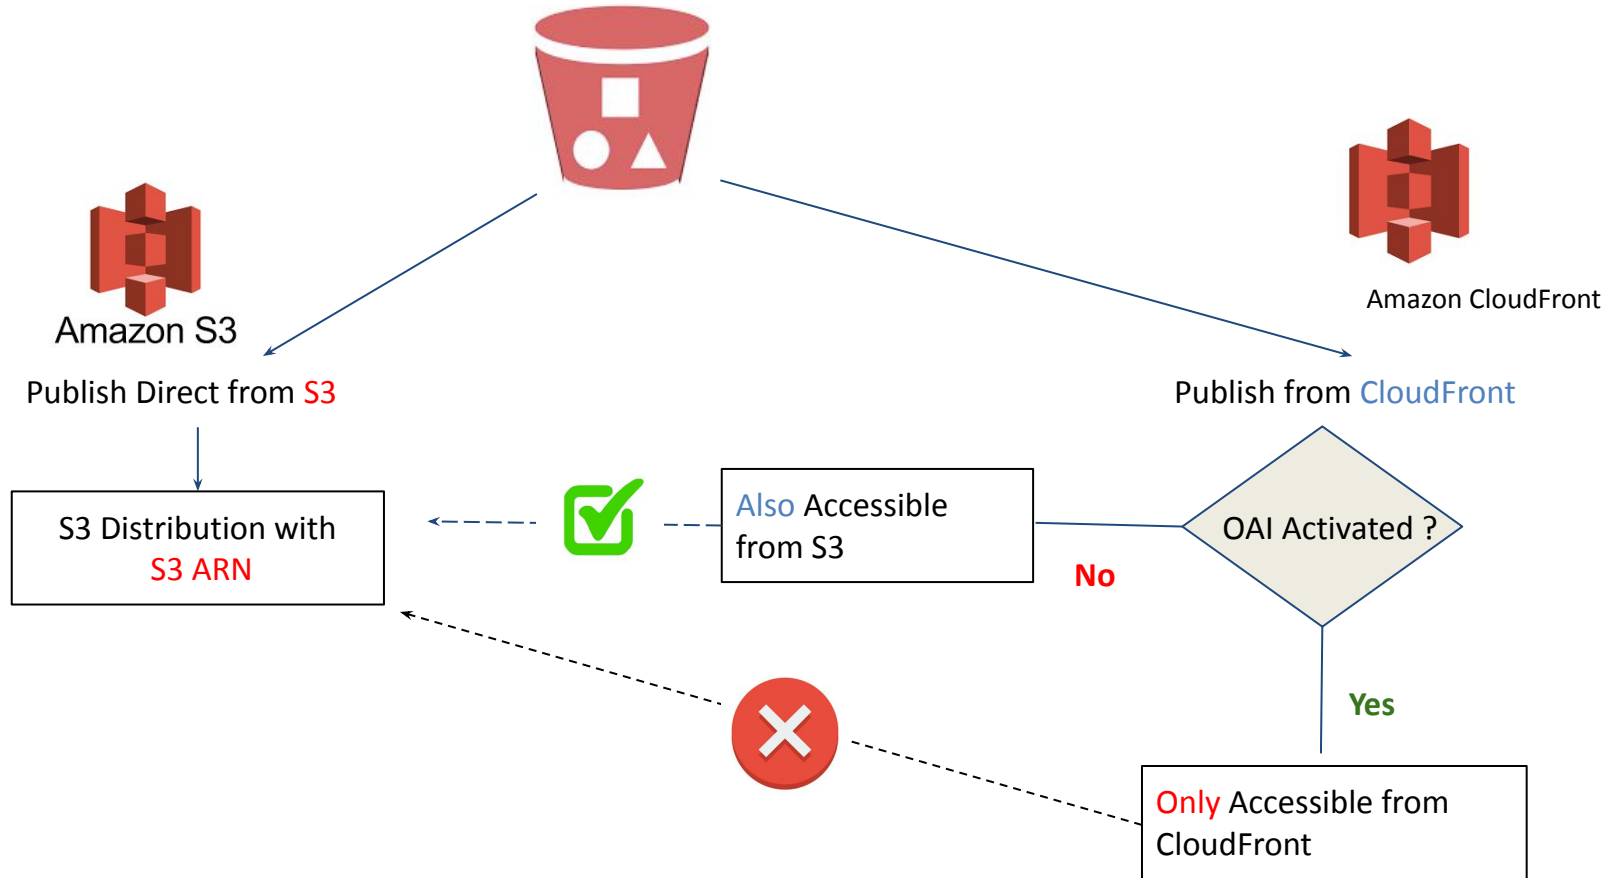 Amazon S3
Amazon CloudFront
Publish Direct from S3
Publish from CloudFront
S3 Distribution with
S3 ARN
Also Accessible
from S3
OAI Activated ?
No
Yes
Only Accessible from
CloudFront